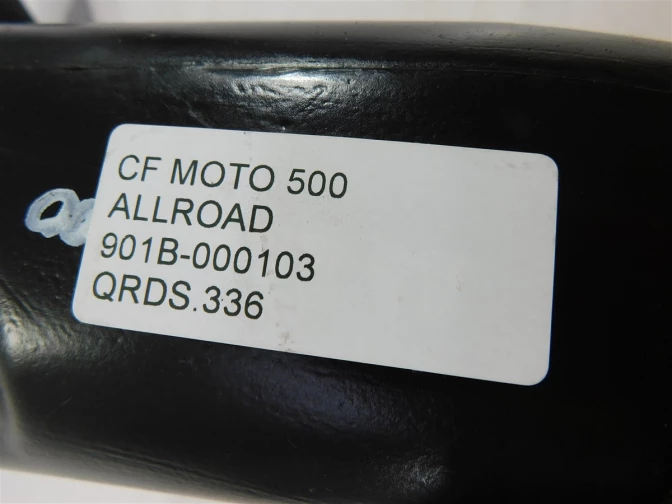 CF MOTO 500
ALLROAD
901B-000103
QRDS.336